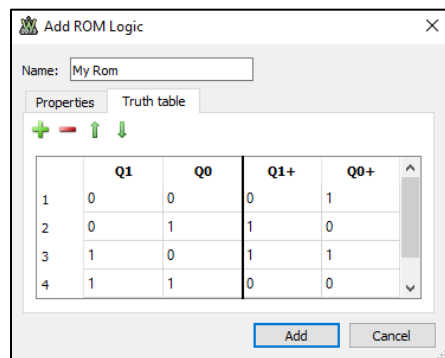 Add ROM Logic
Name: My Rom
Properties Truth table
Q1 Q0 Q1+ Q0+
1 0 0 0 1
2 0 1 1 0
3 1 0 1 1
4 1 1 0 0
Add Cancel